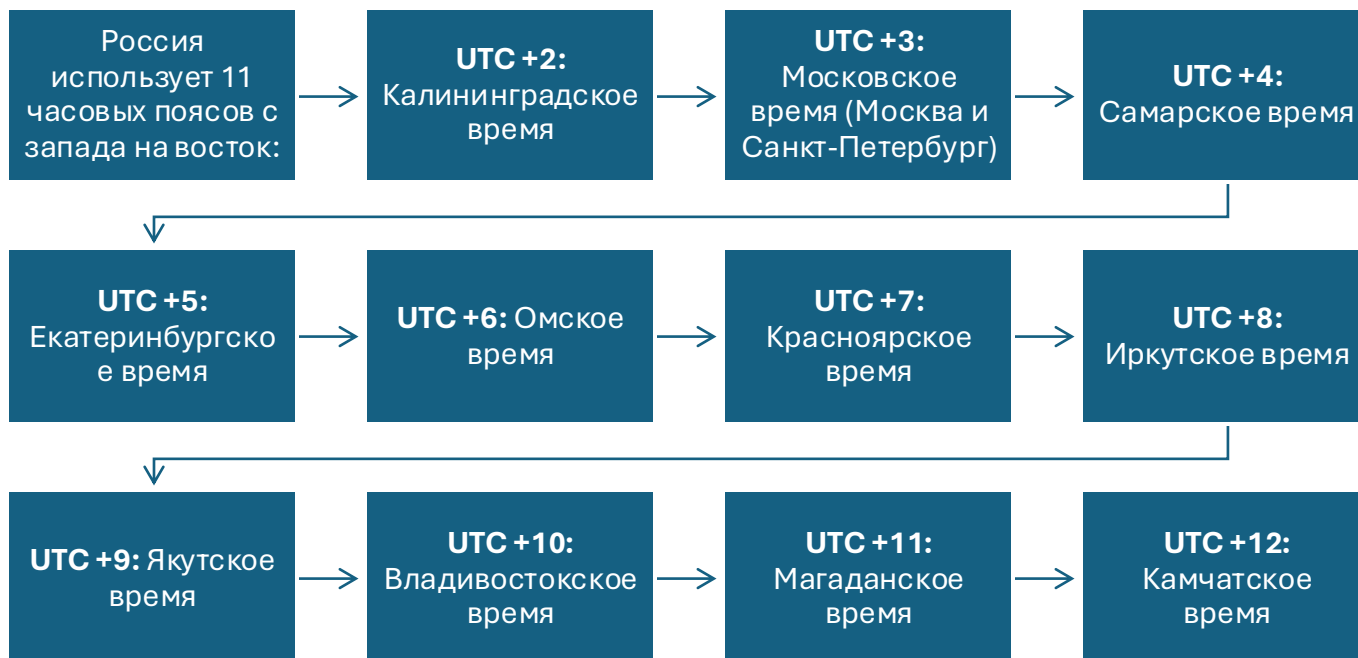 Россия
использует 11
часовых поясов с
запада на восток:
UTC +2:
Калининградское
время
UTC +3:
Московское
время (Москва и
Санкт-Петербург)
UTC +4:
Самарское время
UTC +5:
Екатеринбургско
е время
UTC +6: Омское
время
UTC +7:
Красноярское
время
UTC +8:
Иркутское время
UTC +9: Якутское
время
UTC +10:
Владивостокское
время
UTC +11:
Магаданское
время
UTC +12:
Камчатское
время